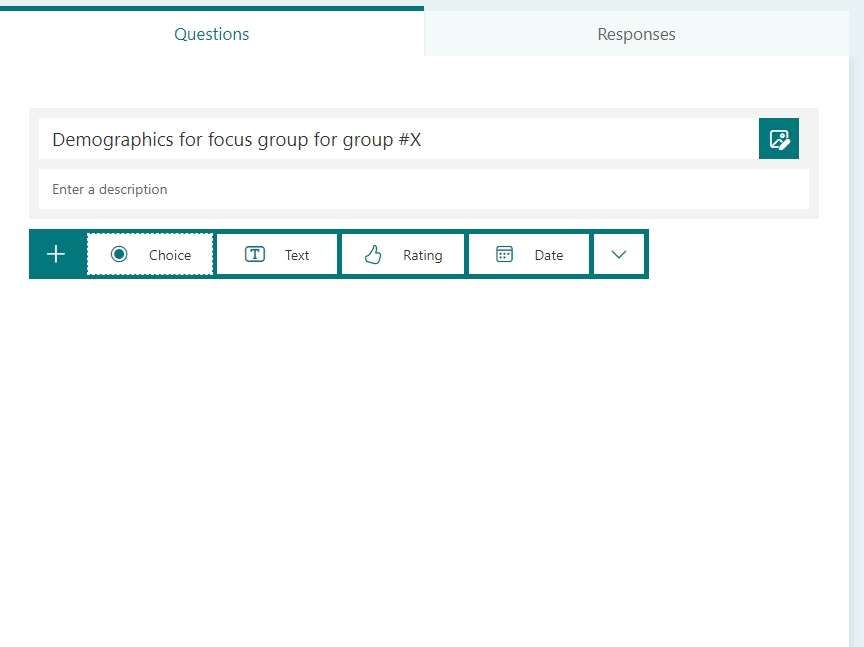 Questions
Responses
Demographics for focus group for group #X
Enter a description
Choice
Text
Rating
Date